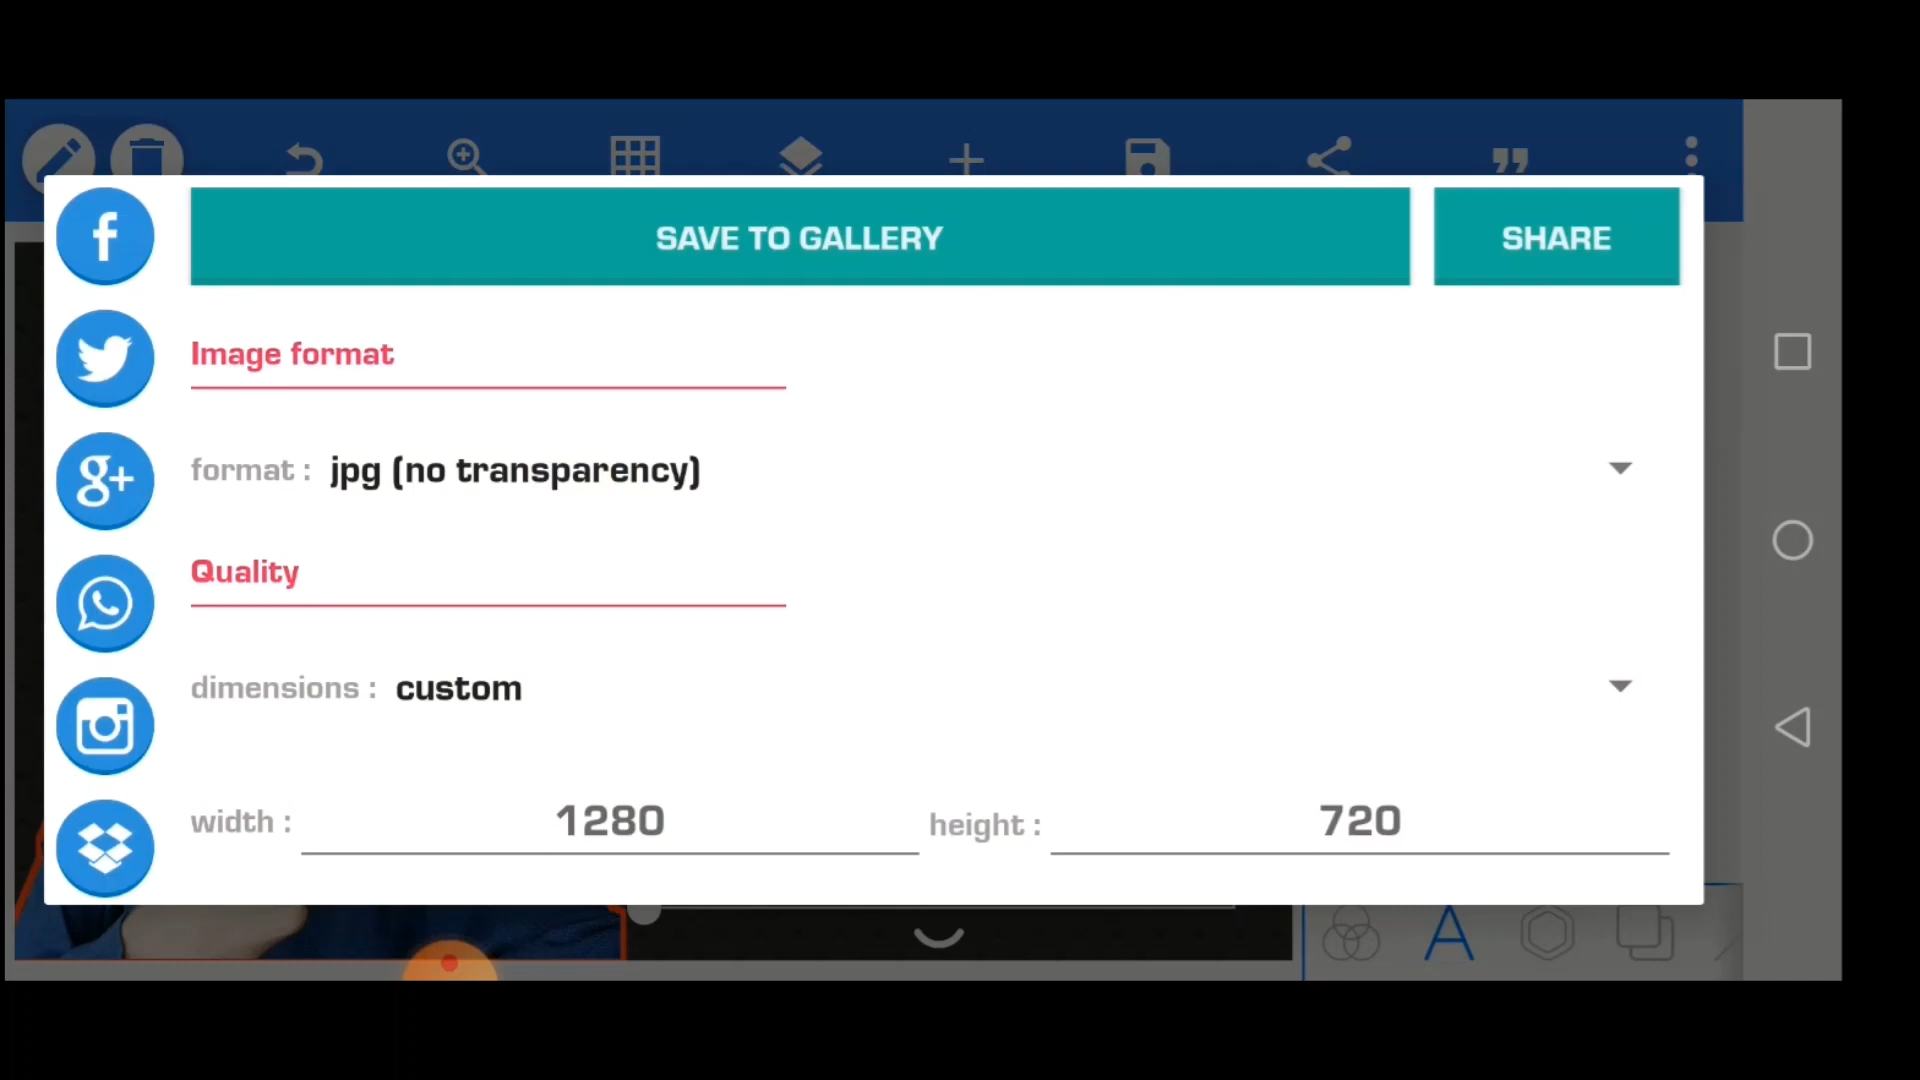 SAVE TO GALLERY
SHARE
Image format
format : jpg (no transparency)
Quality
dimensions : custom
width : 1280 height : 720